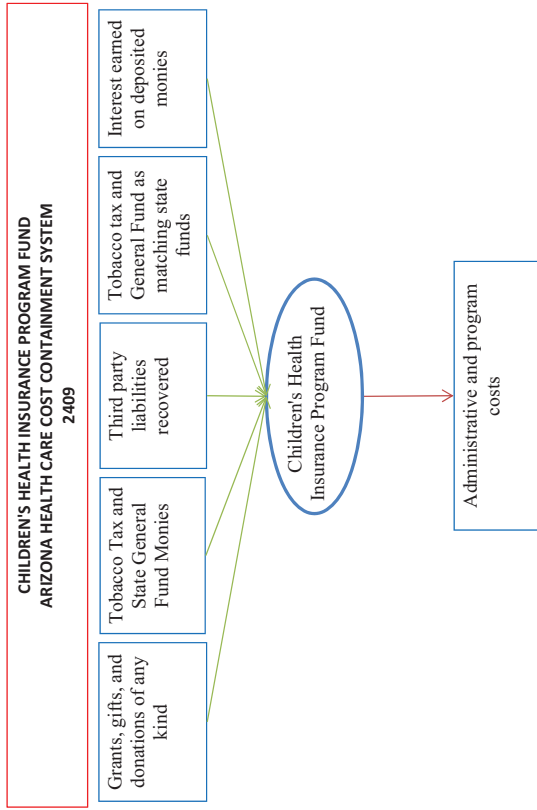 CHILDREN'S HEALTH INSURANCE PROGRAM FUND
ARIZONA HEALTH CARE COST CONTAINMENT SYSTEM
2409
Grants, gifts, and
donations of any
kind
Tobacco Tax and
State General
Fund Monies
Third party
liabilities
recovered
Tobacco tax and
General Fund as
matching state
funds
Interest earned
on deposited
monies
Children's Health
Insurance Program Fund
Administrative and program
costs